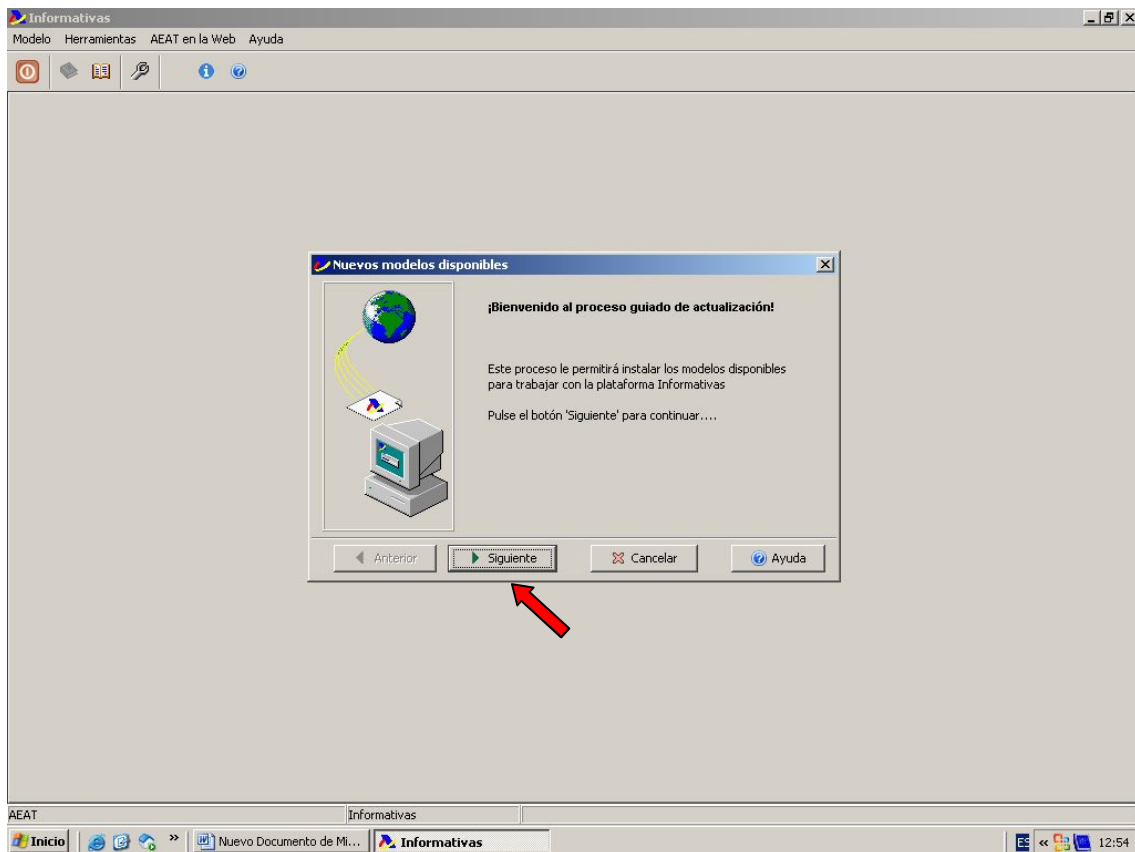 Informativas
Modelo Herramientas AEAT en la Web Ayuda
Nuevos modelos disponibles
¡Bienvenido al proceso guiado de actualización!
Este proceso le permitirá instalar los modelos disponibles
para trabajar con la plataforma Informativas
Pulse el botón 'Siguiente' para continuar....
Anterior Siguiente Cancelar Ayuda
AEAT Informativas
Inicio » Nuevo Documento de Mi... Informativas ES « 12:54